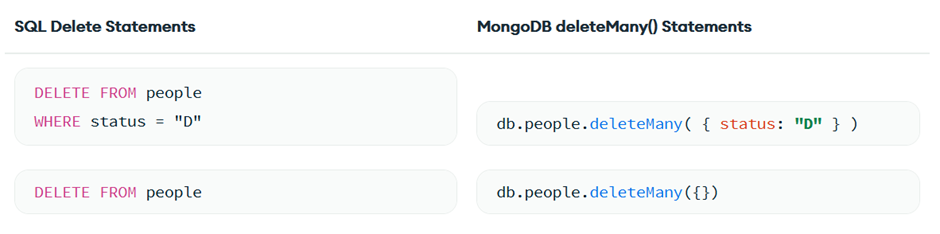 SQL Delete Statements
MongoDB deleteMany() Statements
DELETE FROM people
WHERE status = "D"
db.people.deleteMany( { status: "D" } )
DELETE FROM people
db.people.deleteMany({})